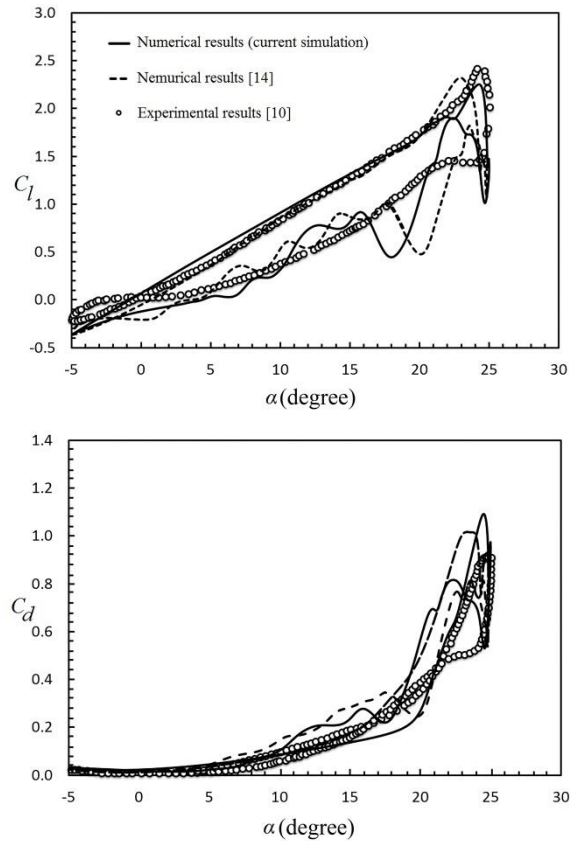 3.0
Numerical results (current simulation)
2.5
Nemurical results [14]
2.0
Experimental results [10]
1.5
C_l
1.0
0.5
0.0
-0.5
-5 0 5 10 15 20 25 30
α (degree)
1.4
1.2
1.0
0.8
C_d
0.6
0.4
0.2
0.0
-5 0 5 10 15 20 25 30
α (degree)